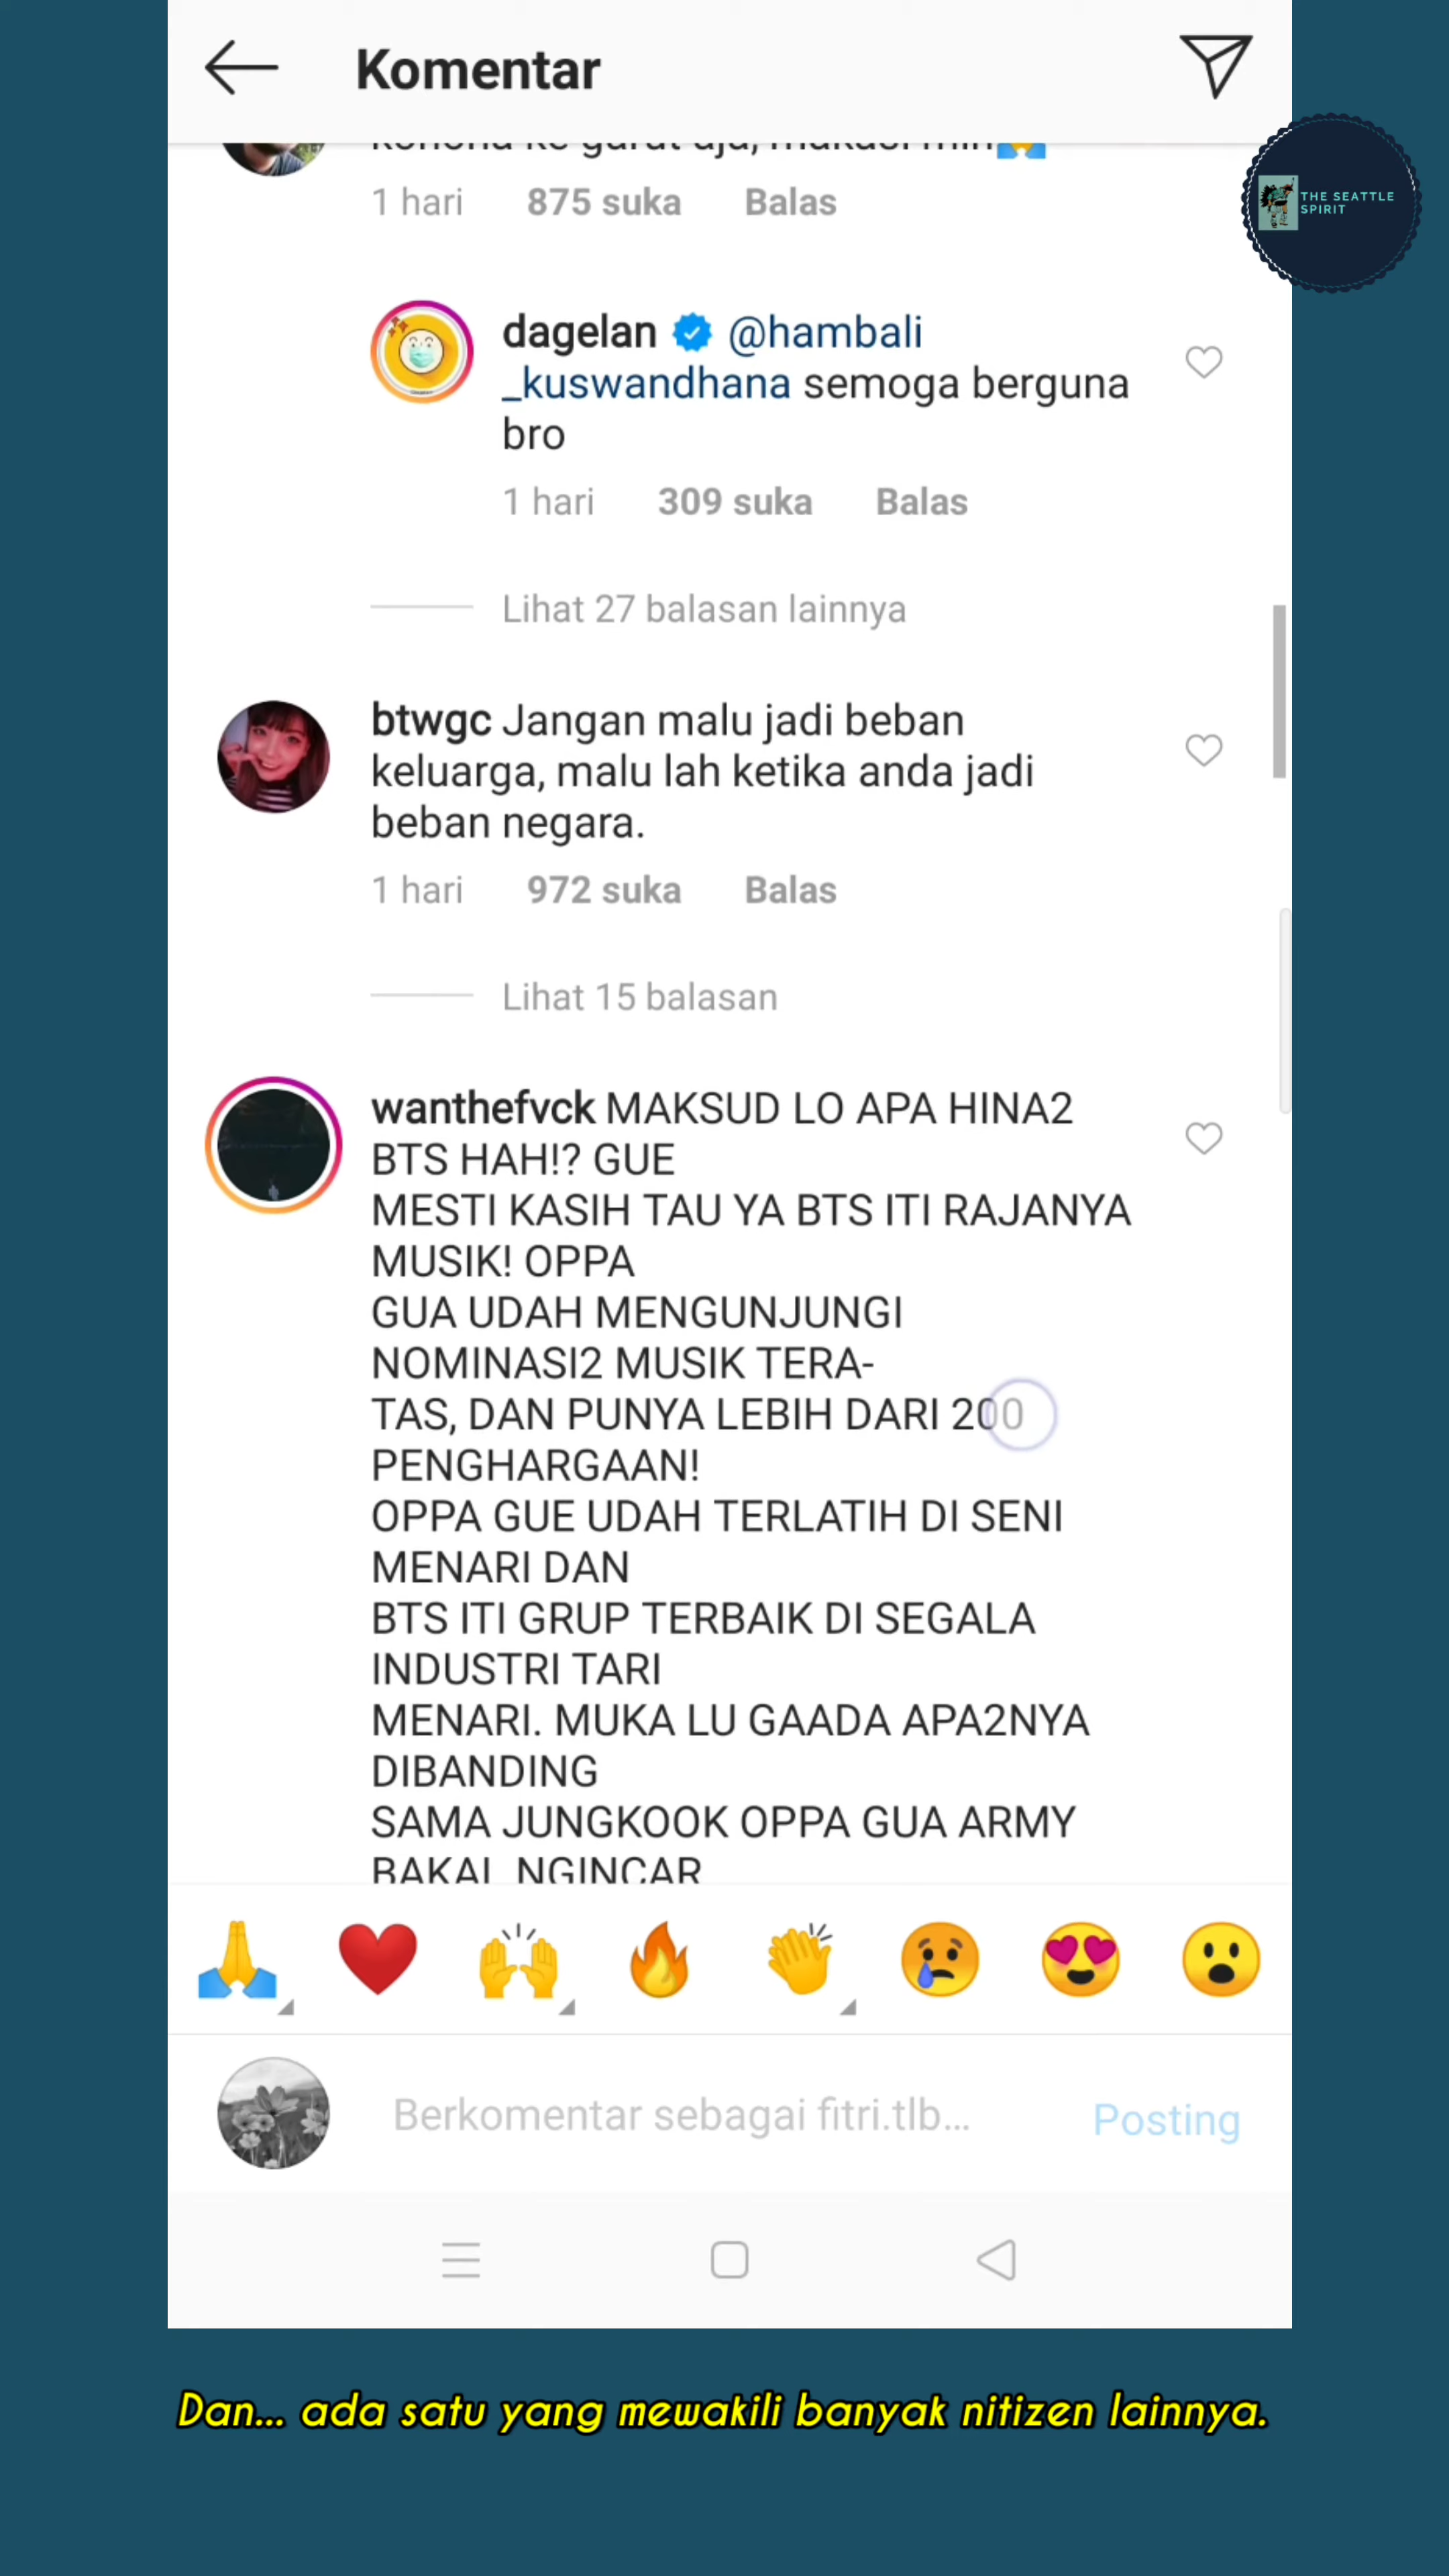 Komentar
THE SEATTLE
SPIRIT
1 hari 875 suka Balas
dagelan @hambali
_kuswandhana semoga berguna
bro
1 hari 309 suka Balas
Lihat 27 balasan lainnya
btwgc Jangan malu jadi beban
keluarga, malu lah ketika anda jadi
beban negara.
1 hari 972 suka Balas
Lihat 15 balasan
wanthefvck MAKSUD LO APA HINA2
BTS HAH!? GUE
MESTI KASIH TAU YA BTS ITI RAJANYA
MUSIK! OPPA
GUA UDAH MENGUNJUNGI
NOMINASI2 MUSIK TERA-
TAS, DAN PUNYA LEBIH DARI 200
PENGHARGAAN!
OPPA GUE UDAH TERLATIH DI SENI
MENARI DAN
BTS ITI GRUP TERBAIK DI SEGALA
INDUSTRI TARI
MENARI. MUKA LU GAADA APA2NYA
DIBANDING
SAMA JUNGKOOK OPPA GUA ARMY
BAKAL NGINCAR
Berkomentar sebagai fitri.tlb...
Posting
Dan... ada satu yang mewakili banyak nitizen lainnya.